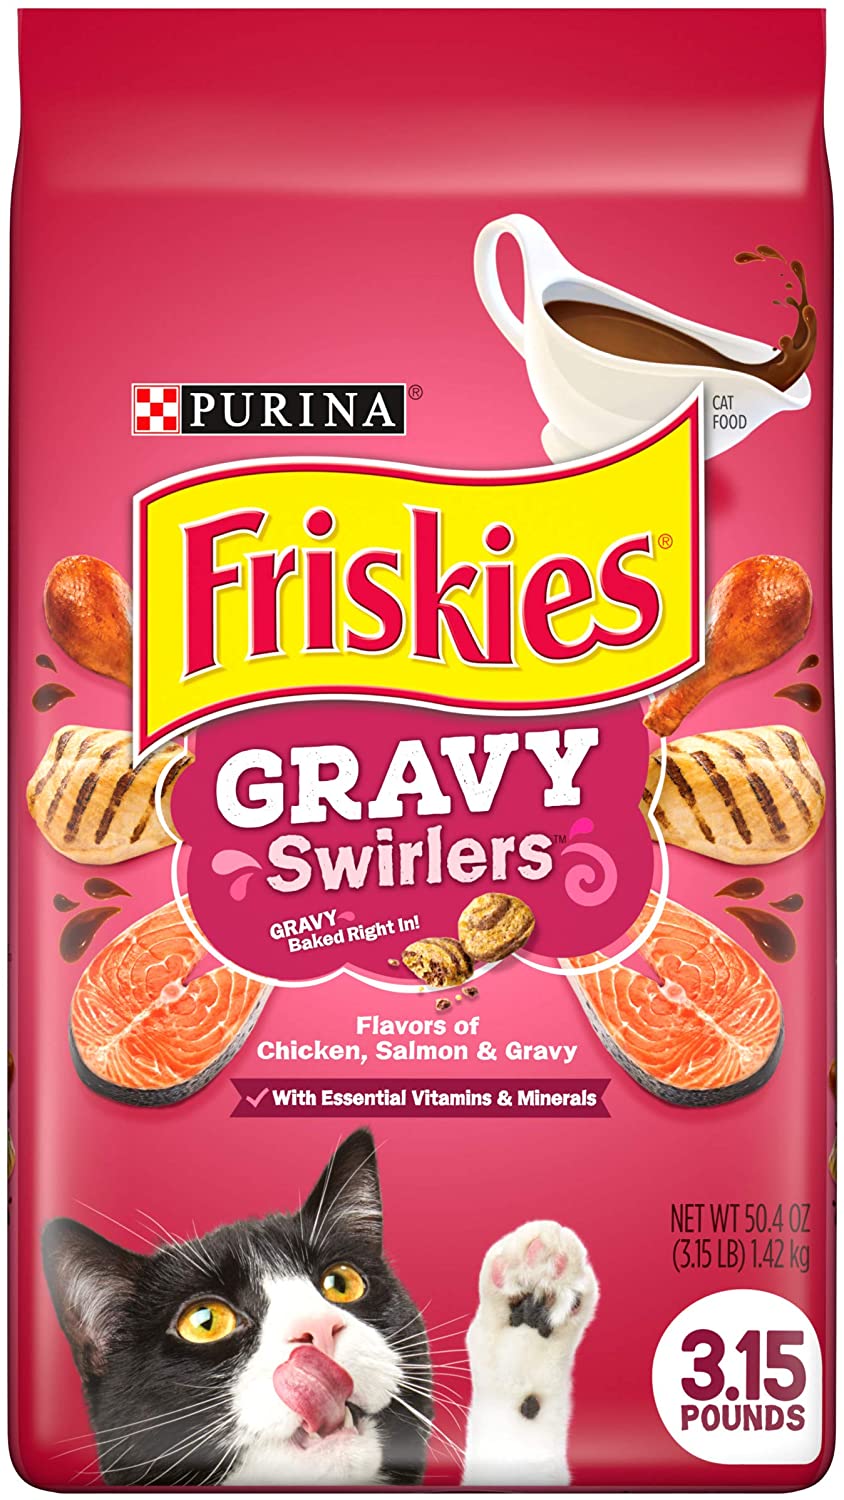 PURINA®
CAT
FOOD
Friskies®
GRAVY
Swirlers™
GRAVY
Baked Right In!
Flavors of
Chicken, Salmon & Gravy
With Essential Vitamins & Minerals
NET WT 50.4 OZ
(3.15 LB) 1.42 kg
3.15
POUNDS